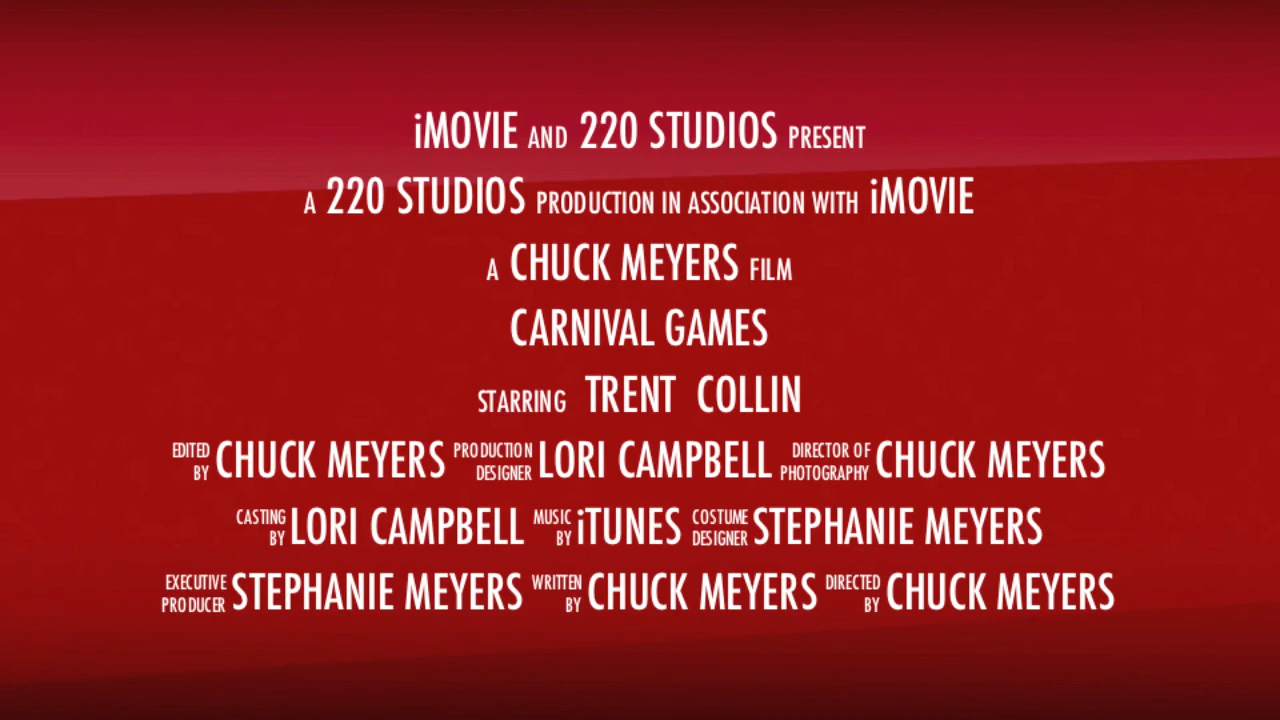 iMOVIE AND 220 STUDIOS PRESENT
A 220 STUDIOS PRODUCTION IN ASSOCIATION WITH iMOVIE
A CHUCK MEYERS FILM
CARNIVAL GAMES
STARRING TRENT COLLIN
EDITED BY CHUCK MEYERS PRODUCTION DESIGNER LORI CAMPBELL DIRECTOR OF PHOTOGRAPHY CHUCK MEYERS
CASTING BY LORI CAMPBELL MUSIC BY iTUNES COSTUME DESIGNER STEPHANIE MEYERS
EXECUTIVE PRODUCER STEPHANIE MEYERS WRITTEN BY CHUCK MEYERS DIRECTED BY CHUCK MEYERS